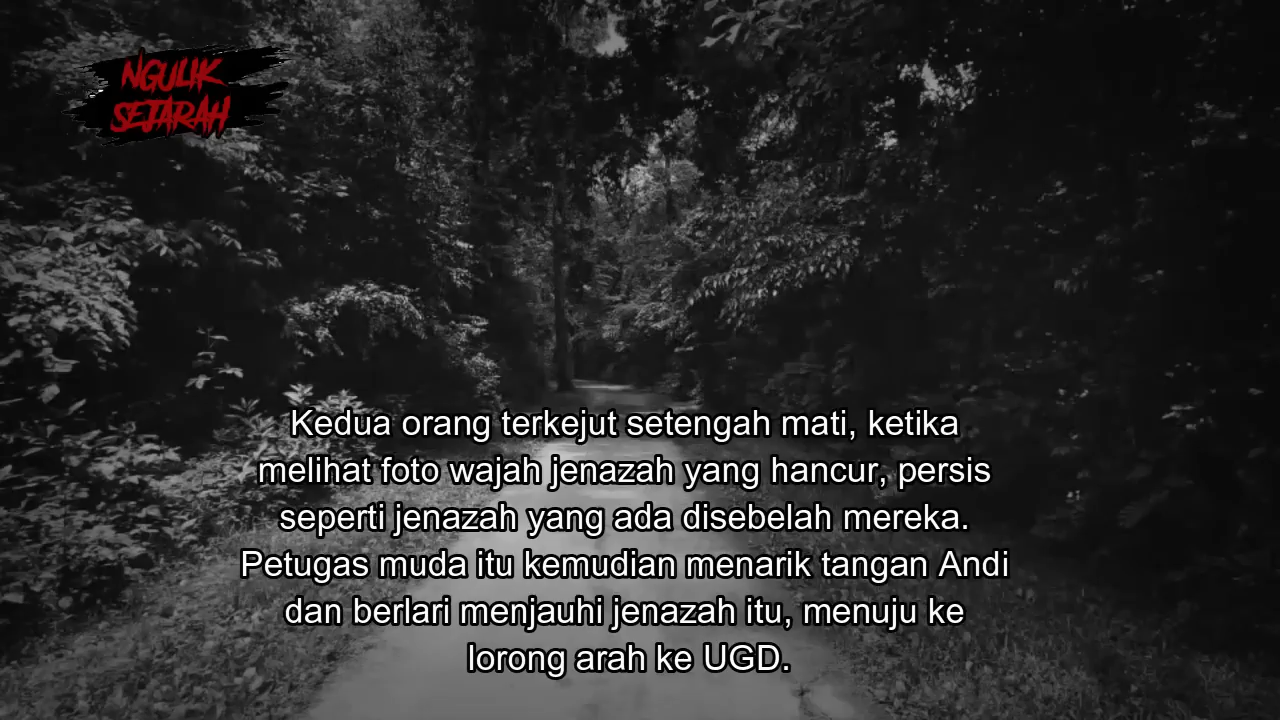 NGULIK
SEJARAH
Kedua orang terkejut setengah mati, ketika
melihat foto wajah jenazah yang hancur, persis
seperti jenazah yang ada disebelah mereka.
Petugas muda itu kemudian menarik tangan Andi
dan berlari menjauhi jenazah itu, menuju ke
lorong arah ke UGD.